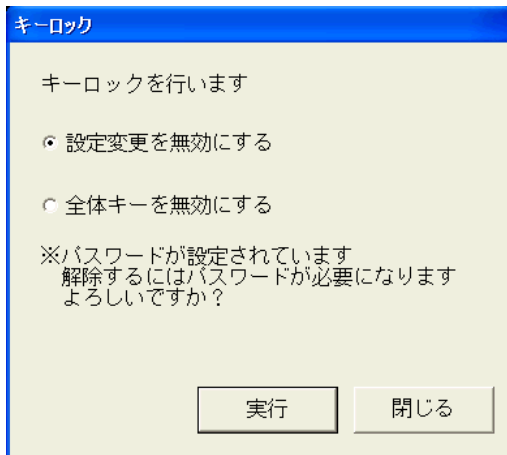 キーロック
キーロックを行います
設定変更を無効にする
全体キーを無効にする
※パスワードが設定されています
解除するにはパスワードが必要になります
よろしいですか？
実行
閉じる